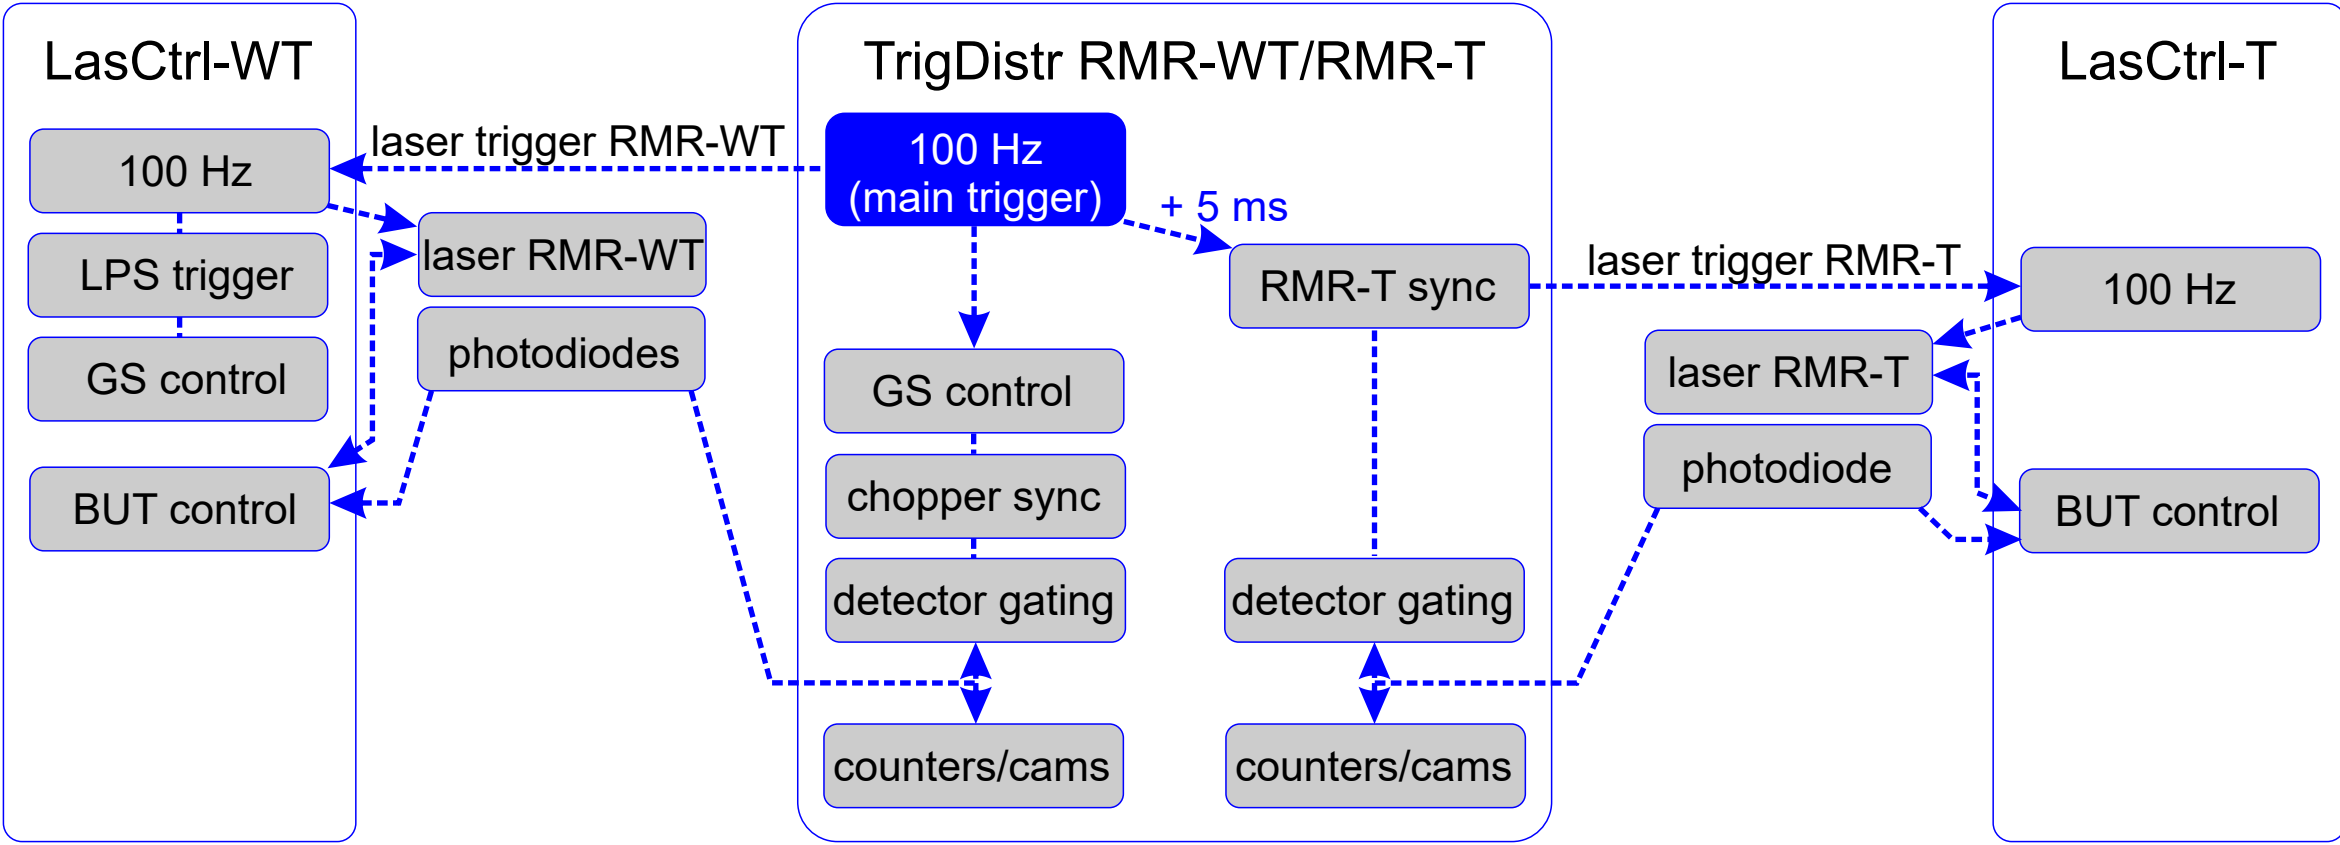 LasCtrl-WT
100 Hz
LPS trigger
GS control
BUT control
laser trigger RMR-WT
laser RMR-WT
photodiodes
TrigDistr RMR-WT/RMR-T
100 Hz
(main trigger)
+ 5 ms
GS control
chopper sync
detector gating
counters/cams
RMR-T sync
detector gating
counters/cams
laser trigger RMR-T
laser RMR-T
photodiode
LasCtrl-T
100 Hz
BUT control